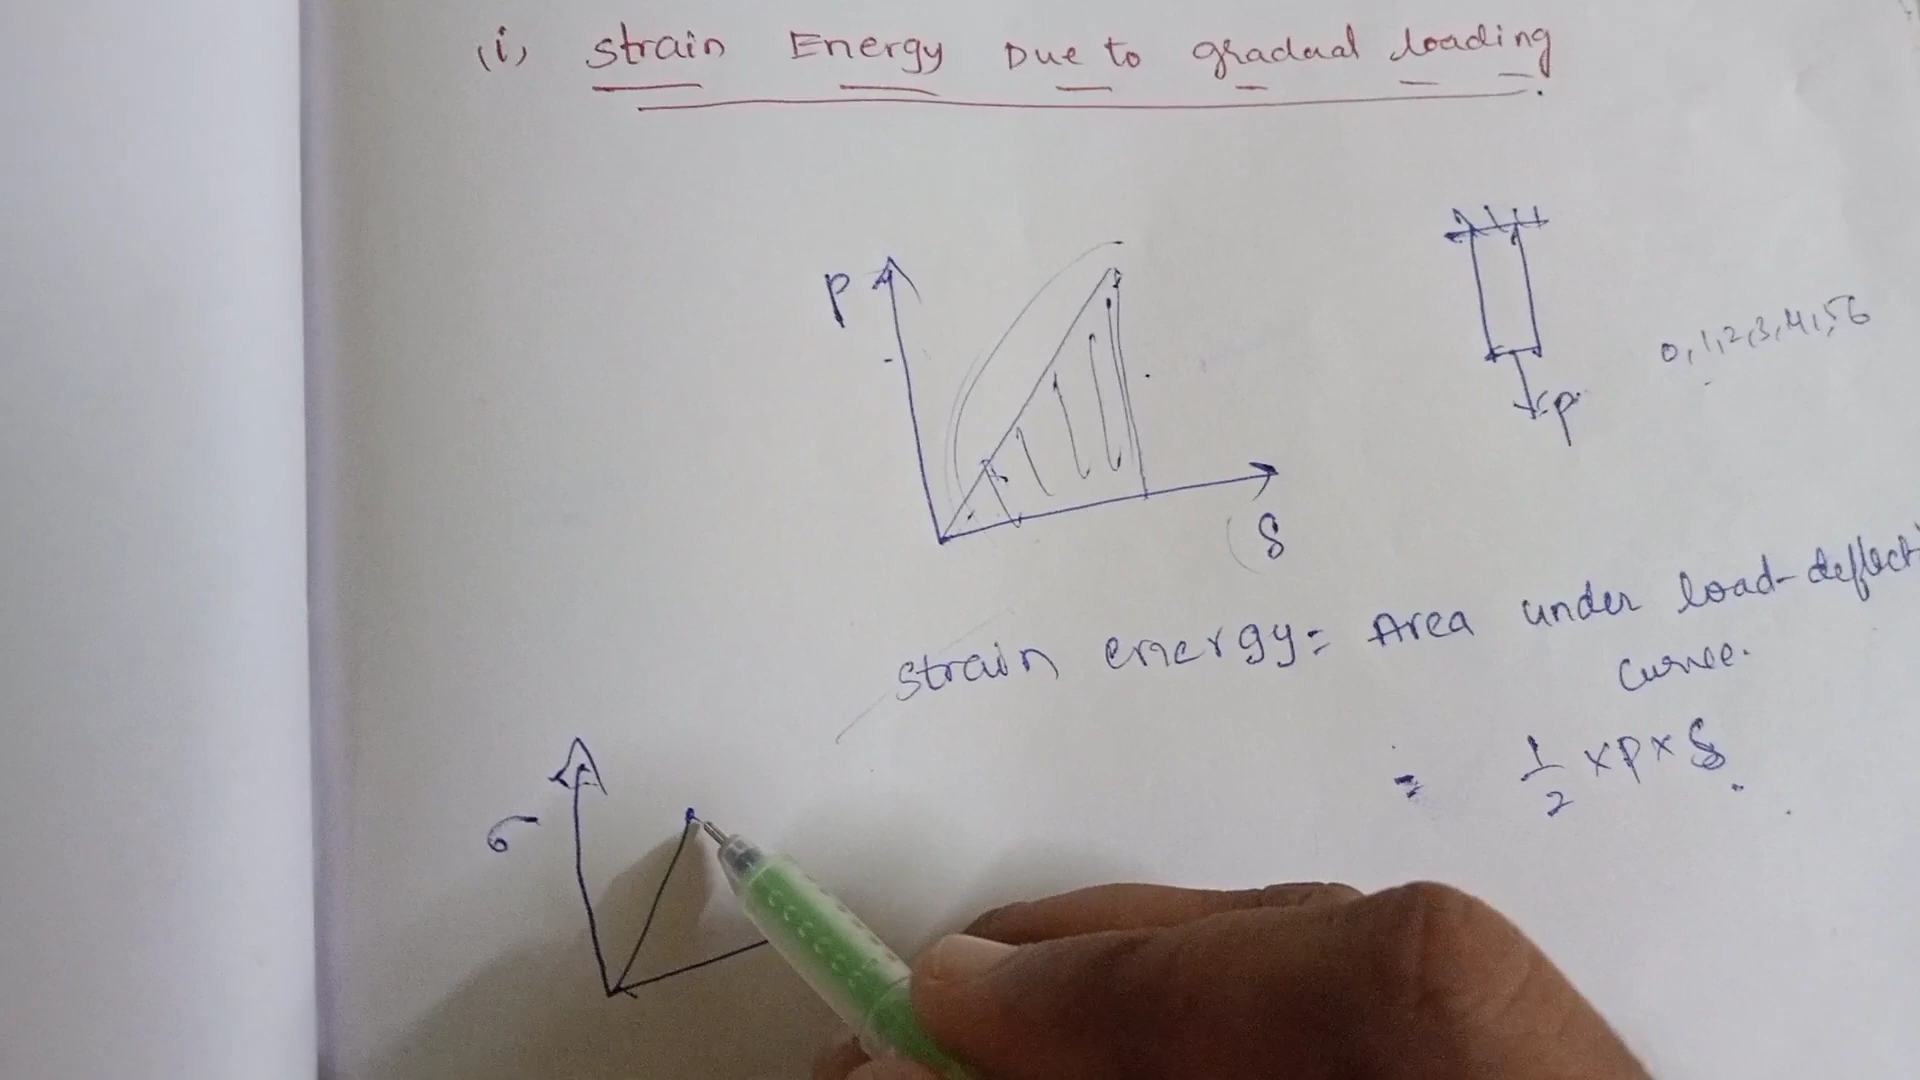 (i) Strain Energy Due to gradual loading
P
0,1,2,3,4,5,6
P
δ
Strain energy = Area under load-deflect
curve.
= 1/2 × P × δ
σ